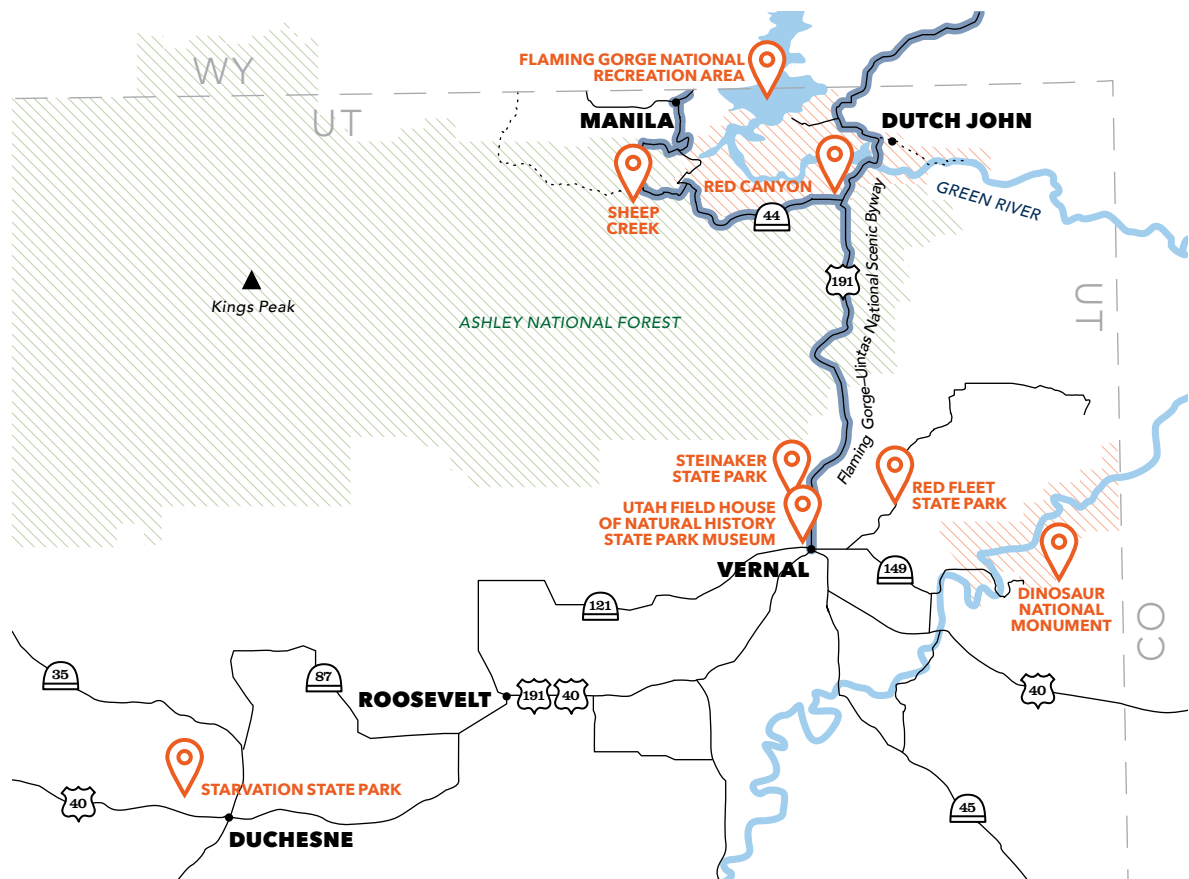 WY
UT
FLAMING GORGE NATIONAL
RECREATION AREA
MANILA
DUTCH JOHN
RED CANYON
SHEEP
CREEK
44
GREEN RIVER
191
Flaming Gorge–Uintas National Scenic Byway
Kings Peak
ASHLEY NATIONAL FOREST
UT
STEINAKER
STATE PARK
RED FLEET
STATE PARK
UTAH FIELD HOUSE
OF NATURAL HISTORY
STATE PARK MUSEUM
VERNAL
149
DINOSAUR
NATIONAL
MONUMENT
CO
121
35
87
ROOSEVELT
191
40
40
STARVATION STATE PARK
40
DUCHESNE
45